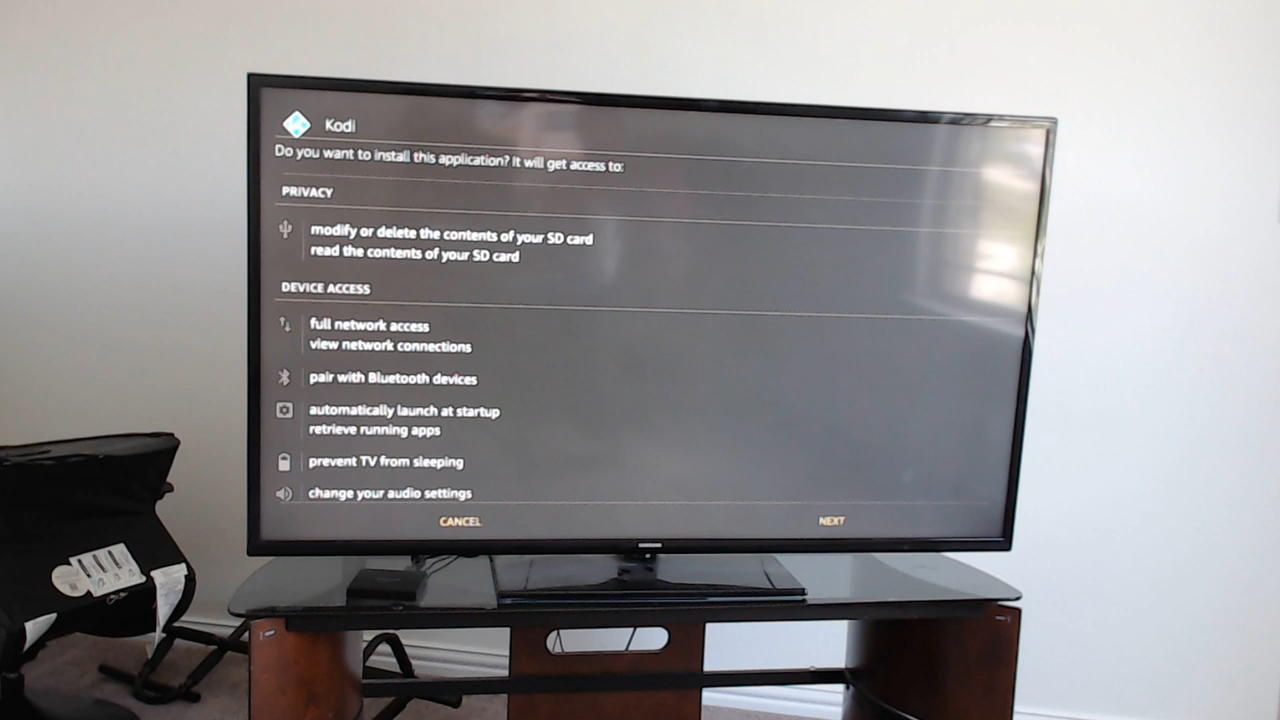 Kodi
Do you want to install this application? It will get access to:
PRIVACY
modify or delete the contents of your SD card
read the contents of your SD card
DEVICE ACCESS
full network access
view network connections
pair with Bluetooth devices
automatically launch at startup
retrieve running apps
prevent TV from sleeping
change your audio settings
CANCEL NEXT